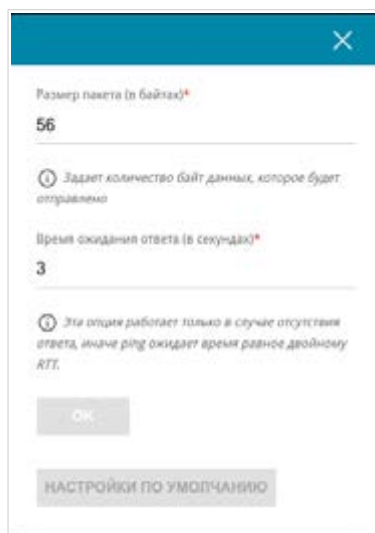 Размер пакета (в байтах)*
56
Задает количество байт данных, которое будет
отправлено
Время ожидания ответа (в секундах)*
3
Эта опция работает только в случае отсутствия
ответа, иначе ping ожидает время равное двойному
RTT.
ОК
НАСТРОЙКИ ПО УМОЛЧАНИЮ